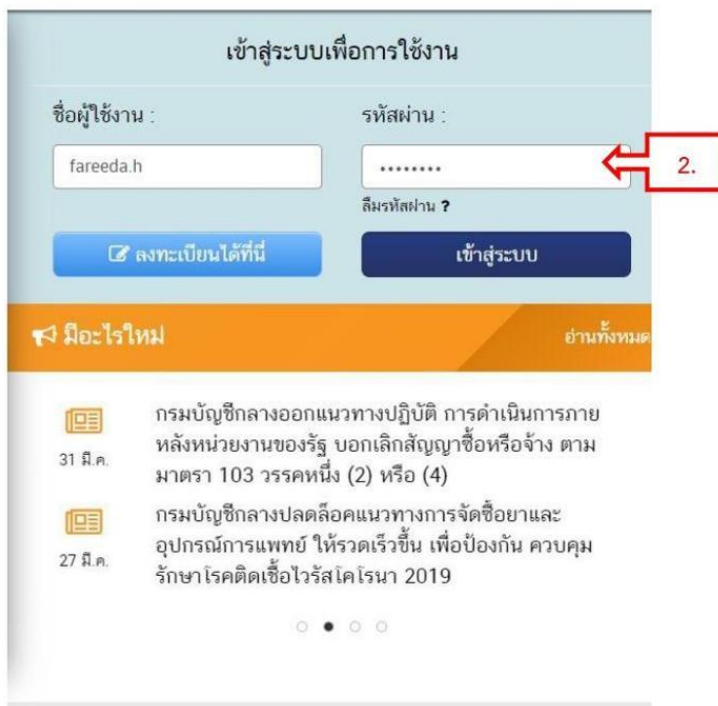 เข้าสู่ระบบเพื่อการใช้งาน
ชื่อผู้ใช้งาน :
รหัสผ่าน :
fareeda.h
••••••••
2.
ลืมรหัสผ่าน ?
ลงทะเบียนได้ที่นี่
เข้าสู่ระบบ
มีอะไรใหม่
อ่านทั้งหมด
31 มี.ค.
กรมบัญชีกลางออกแนวทางปฏิบัติ การดำเนินการภาย
หลังหน่วยงานของรัฐ บอกเลิกสัญญาซื้อหรือจ้าง ตาม
มาตรา 103 วรรคหนึ่ง (2) หรือ (4)
27 มี.ค.
กรมบัญชีกลางปลดล็อคแนวทางการจัดซื้อยาและ
อุปกรณ์การแพทย์ ให้รวดเร็วขึ้น เพื่อป้องกัน ควบคุม
รักษาโรคติดเชื้อไวรัสโคโรนา 2019